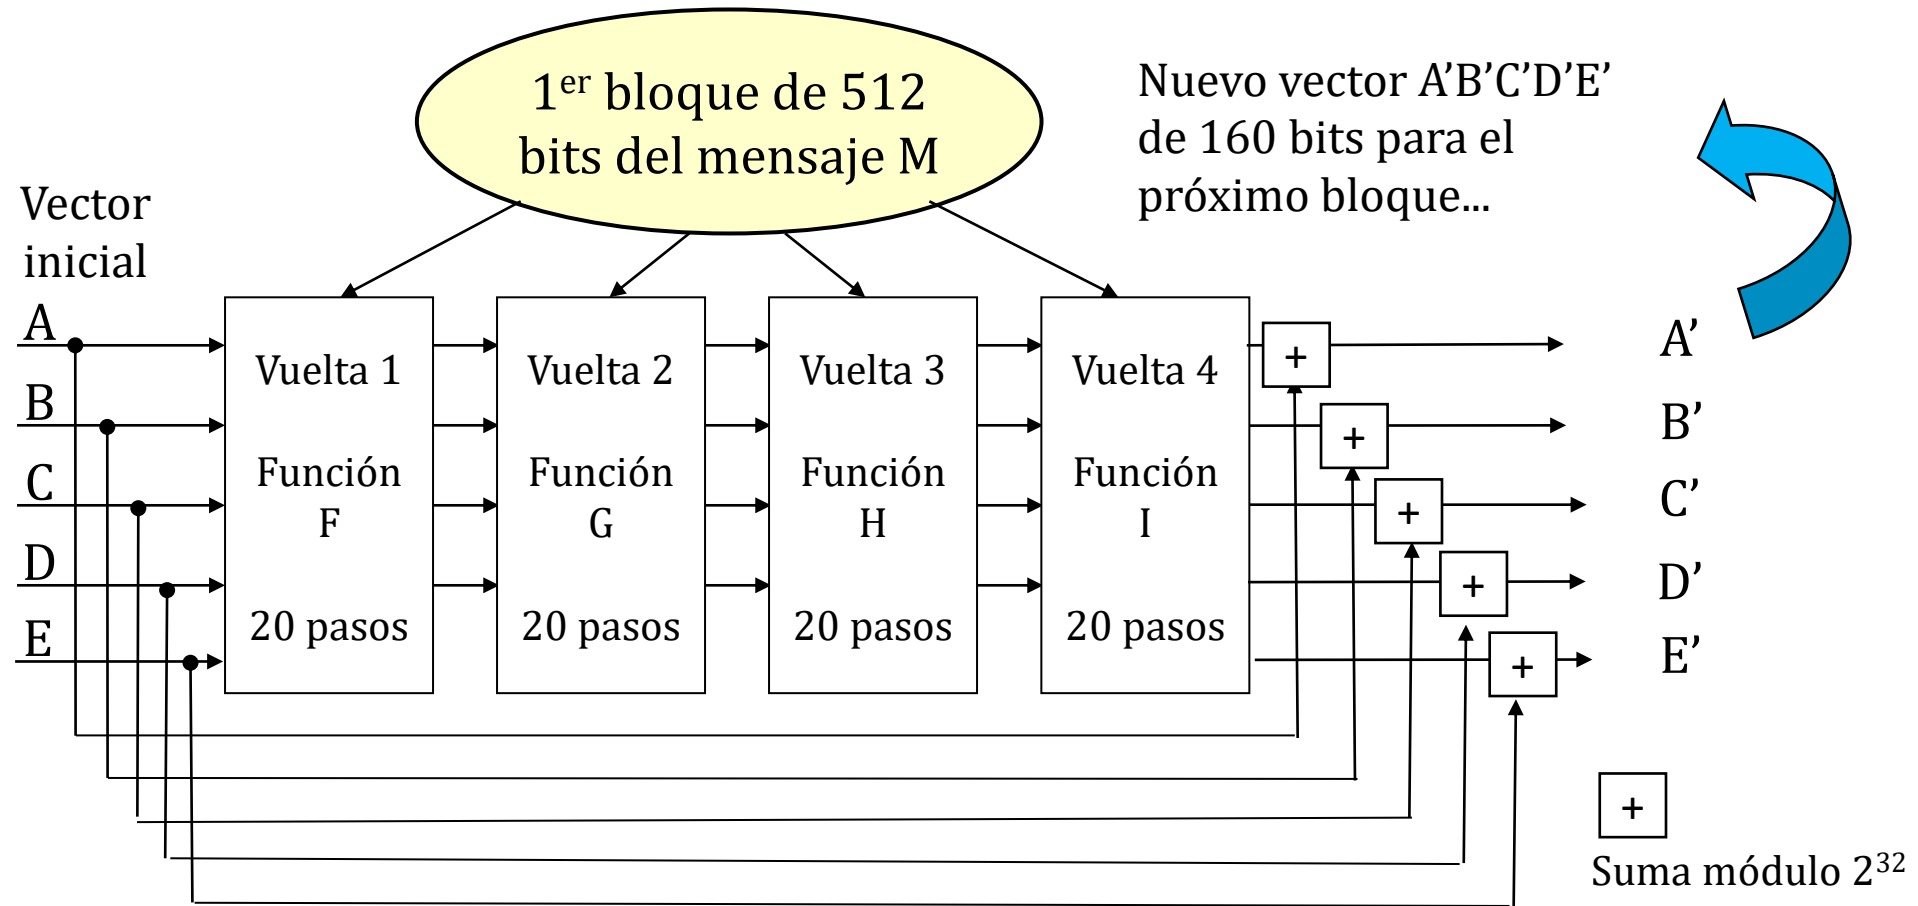 1er bloque de 512
bits del mensaje M
Nuevo vector A’B’C’D’E’
de 160 bits para el
próximo bloque...
Vector
inicial
A
B
C
D
E
Vuelta 1
Función
F
20 pasos
Vuelta 2
Función
G
20 pasos
Vuelta 3
Función
H
20 pasos
Vuelta 4
Función
I
20 pasos
+
+
+
+
+
A’
B’
C’
D’
E’
+
Suma módulo 2³²